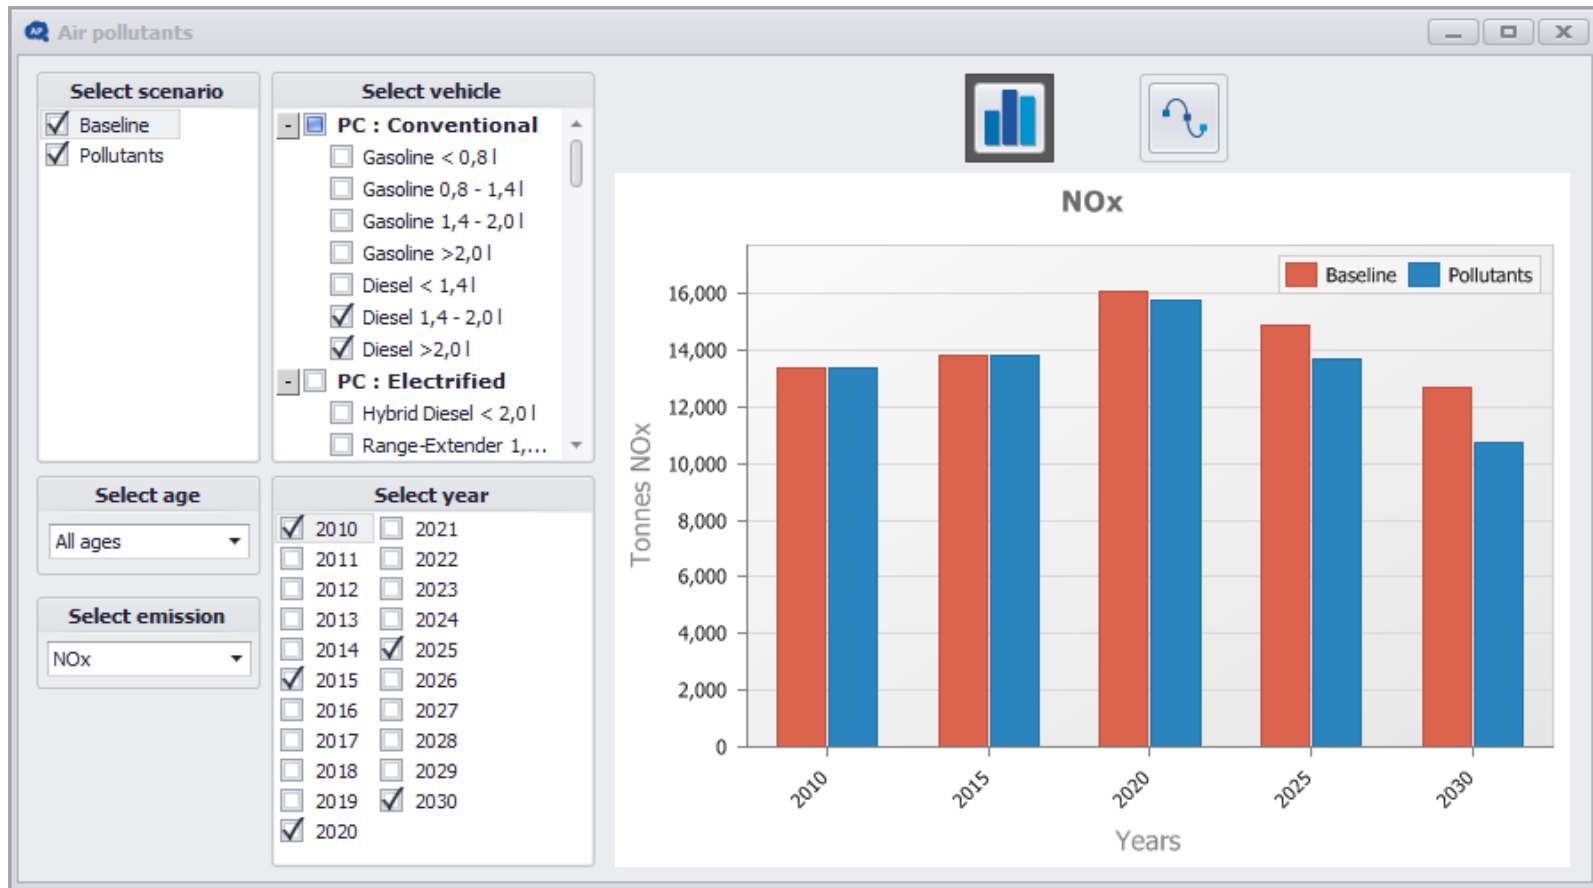 AP Air pollutants
Select scenario
Baseline
Pollutants
Select vehicle
- PC : Conventional
Gasoline < 0,8 l
Gasoline 0,8 - 1,4 l
Gasoline 1,4 - 2,0 l
Gasoline >2,0 l
Diesel < 1,4 l
Diesel 1,4 - 2,0 l
Diesel >2,0 l
- PC : Electrified
Hybrid Diesel < 2,0 l
Range-Extender 1,...
Select age
All ages
Select emission
NOx
Select year
2010 2021
2011 2022
2012 2023
2013 2024
2014 2025
2015 2026
2016 2027
2017 2028
2018 2029
2019 2030
2020
NOx
Baseline Pollutants
16,000
14,000
12,000
10,000
8,000
6,000
4,000
2,000
0
Tonnes NOx
2010 2015 2020 2025 2030
Years